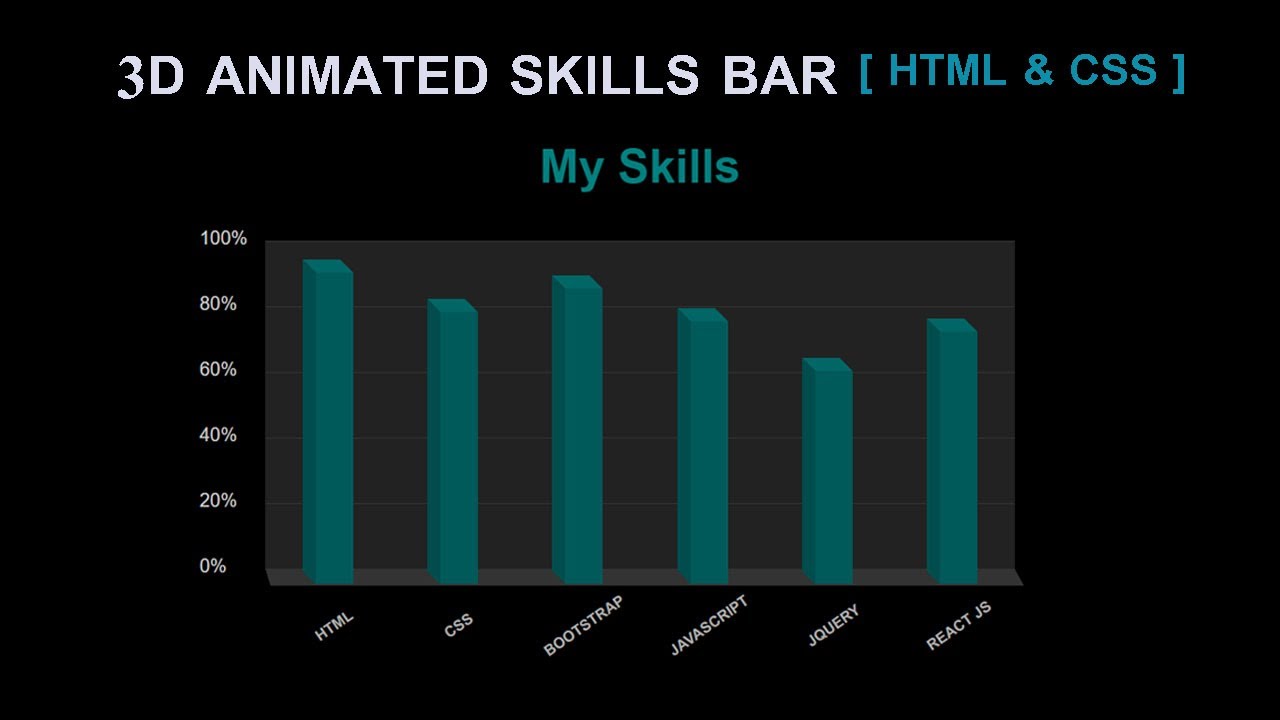 3D ANIMATED SKILLS BAR [ HTML & CSS ]
My Skills
100%
80%
60%
40%
20%
0%
HTML
CSS
BOOTSTRAP
JAVASCRIPT
JQUERY
REACT JS